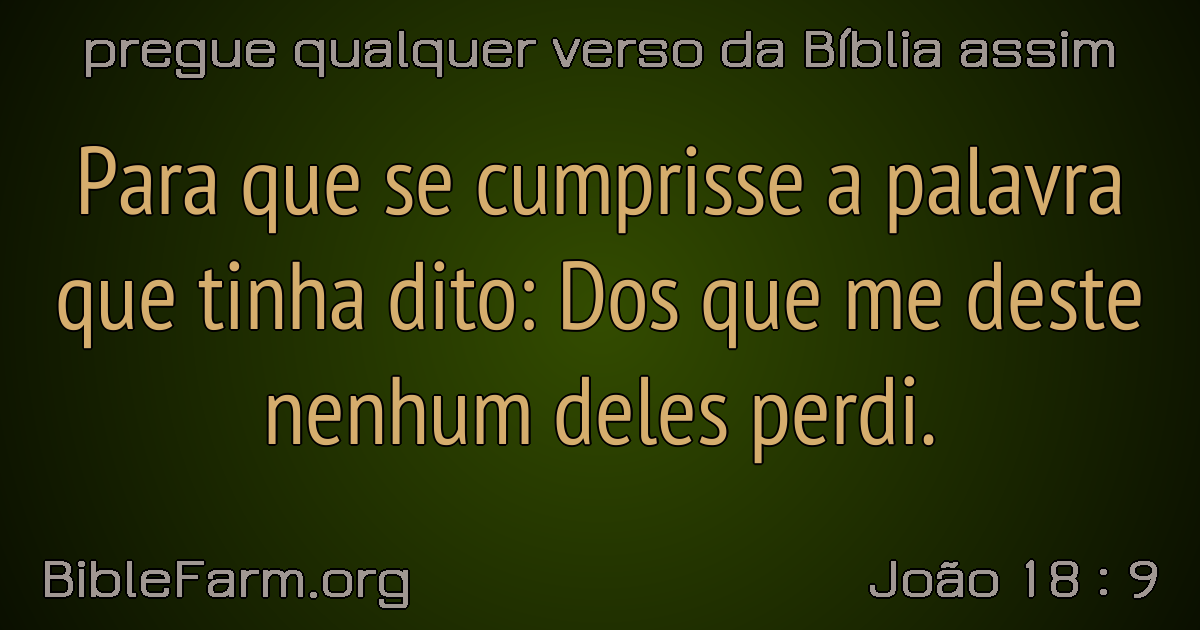 pregue qualquer verso da Bíblia assim
Para que se cumprisse a palavra
que tinha dito: Dos que me deste
nenhum deles perdi.
BibleFarm.org
João 18 : 9